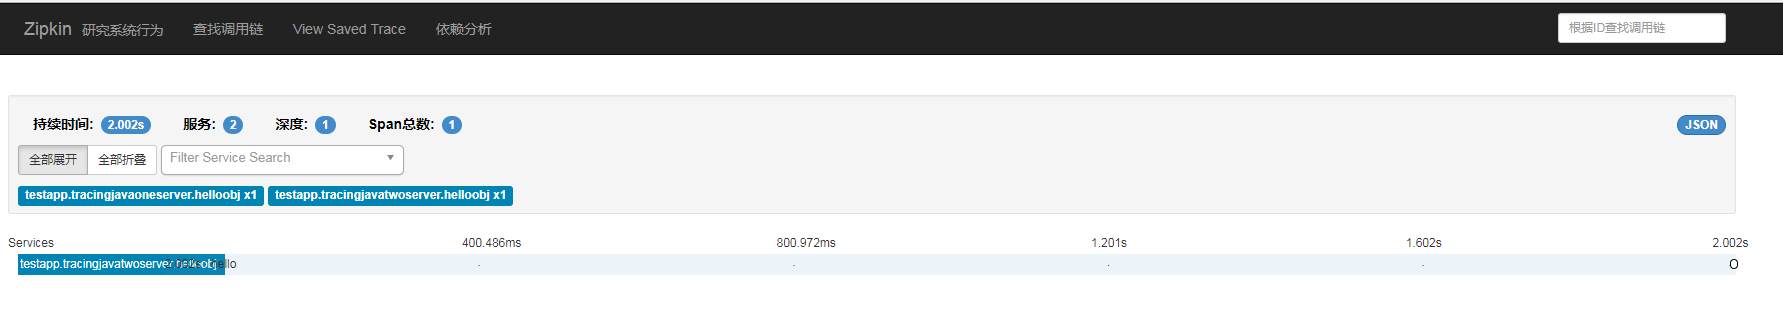 Zipkin 研究系统行为 查找调用链 View Saved Trace 依赖分析 根据ID查找调用链
持续时间: 2.002s 服务: 2 深度: 1 Span总数: 1 JSON
全部展开 全部折叠 Filter Service Search
testapp.tracingjavaoneserver.helloobj x1 testapp.tracingjavatwoserver.helloobj x1
Services 400.486ms 800.972ms 1.201s 1.602s 2.002s
testapp.tracingjavatwoserver.helloobj